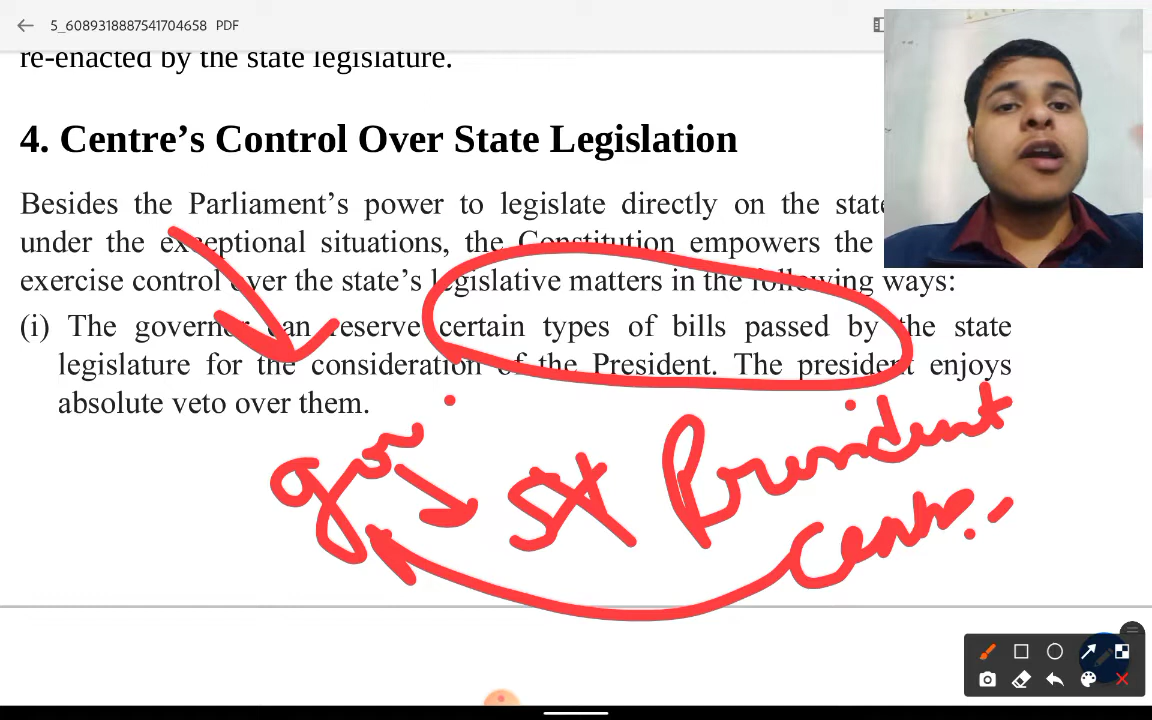 5_6089318887541704658 PDF
re-enacted by the state legislature.
4. Centre’s Control Over State Legislation
Besides the Parliament’s power to legislate directly on the state
under the exceptional situations, the Constitution empowers the
exercise control over the state’s legislative matters in the following ways:
(i) The governor can reserve certain types of bills passed by the state
legislature for the consideration of the President. The president enjoys
absolute veto over them.
gov St President
Centre